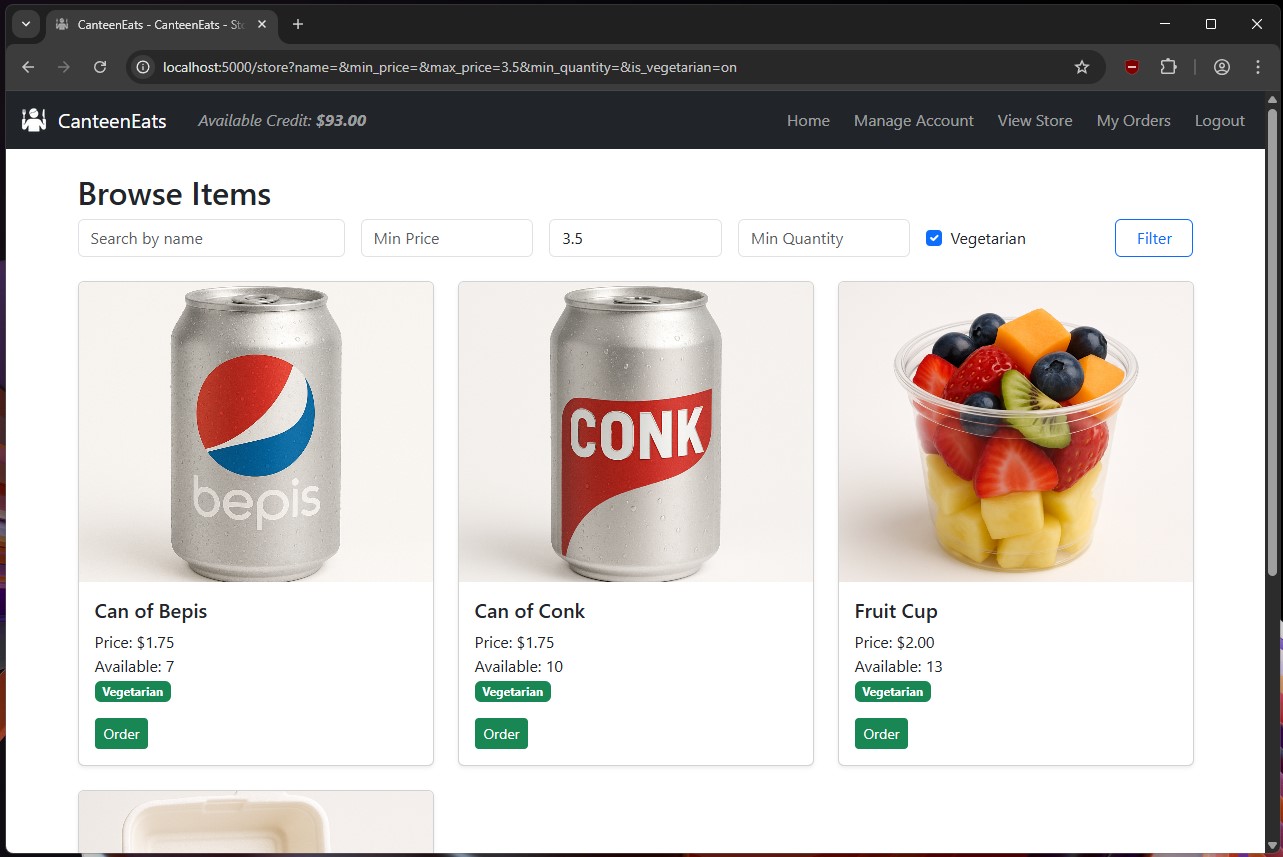 CanteenEats - CanteenEats - Sto
localhost:5000/store?name=&min_price=&max_price=3.5&min_quantity=&is_vegetarian=on
CanteenEats Available Credit: $93.00 Home Manage Account View Store My Orders Logout
Browse Items
Search by name Min Price 3.5 Min Quantity Vegetarian Filter
bepis
CONK
Can of Bepis
Price: $1.75
Available: 7
Vegetarian
Order
Can of Conk
Price: $1.75
Available: 10
Vegetarian
Order
Fruit Cup
Price: $2.00
Available: 13
Vegetarian
Order